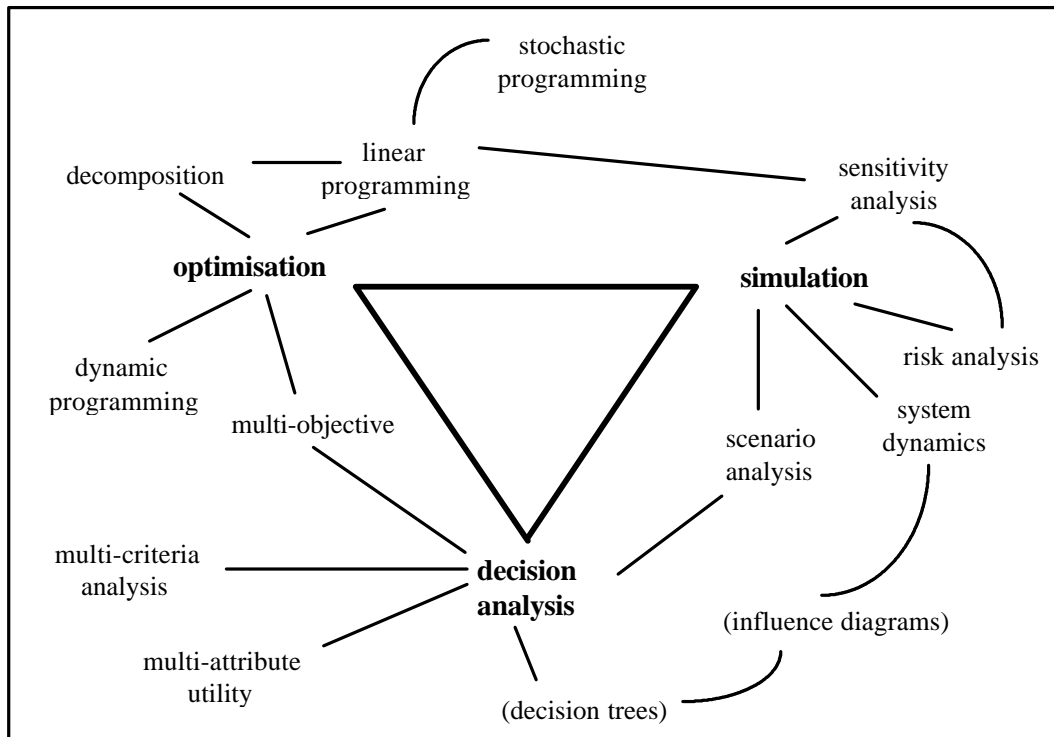 stochastic
programming
linear
programming
decomposition
sensitivity
analysis
optimisation
simulation
dynamic
programming
risk analysis
multi-objective
system
dynamics
scenario
analysis
multi-criteria
analysis
decision
analysis
(influence diagrams)
multi-attribute
utility
(decision trees)